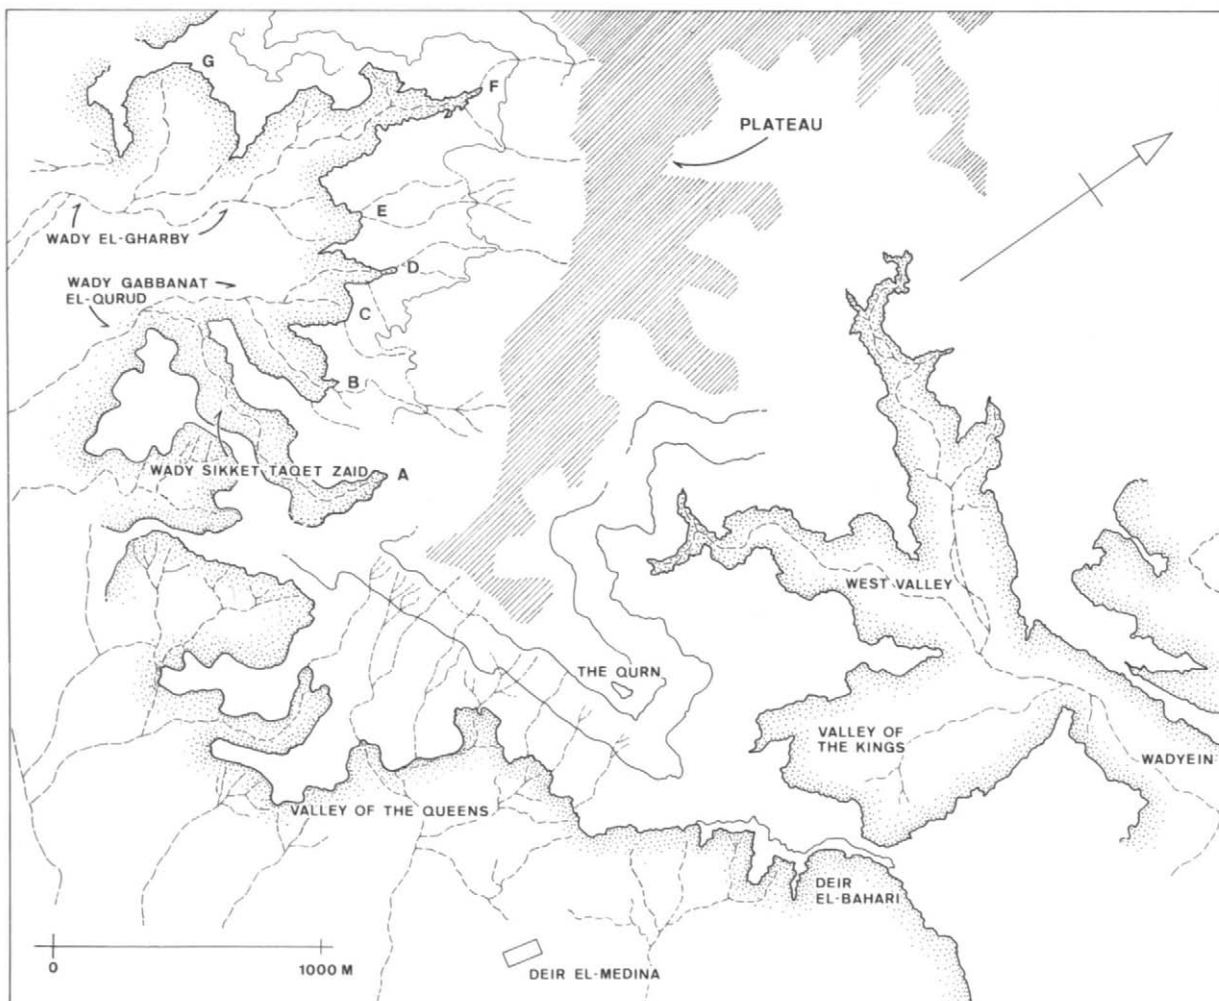 G
F
PLATEAU
E
WADY EL-GHARBY
D
WADY GABBANAT
EL-QURUD
C
B
WADY SIKKET TAQET ZAID
A
WEST VALLEY
THE QURN
VALLEY OF
THE KINGS
WADYEIN
VALLEY OF THE QUEENS
DEIR
EL-BAHARI
0
1000 M
DEIR EL-MEDINA